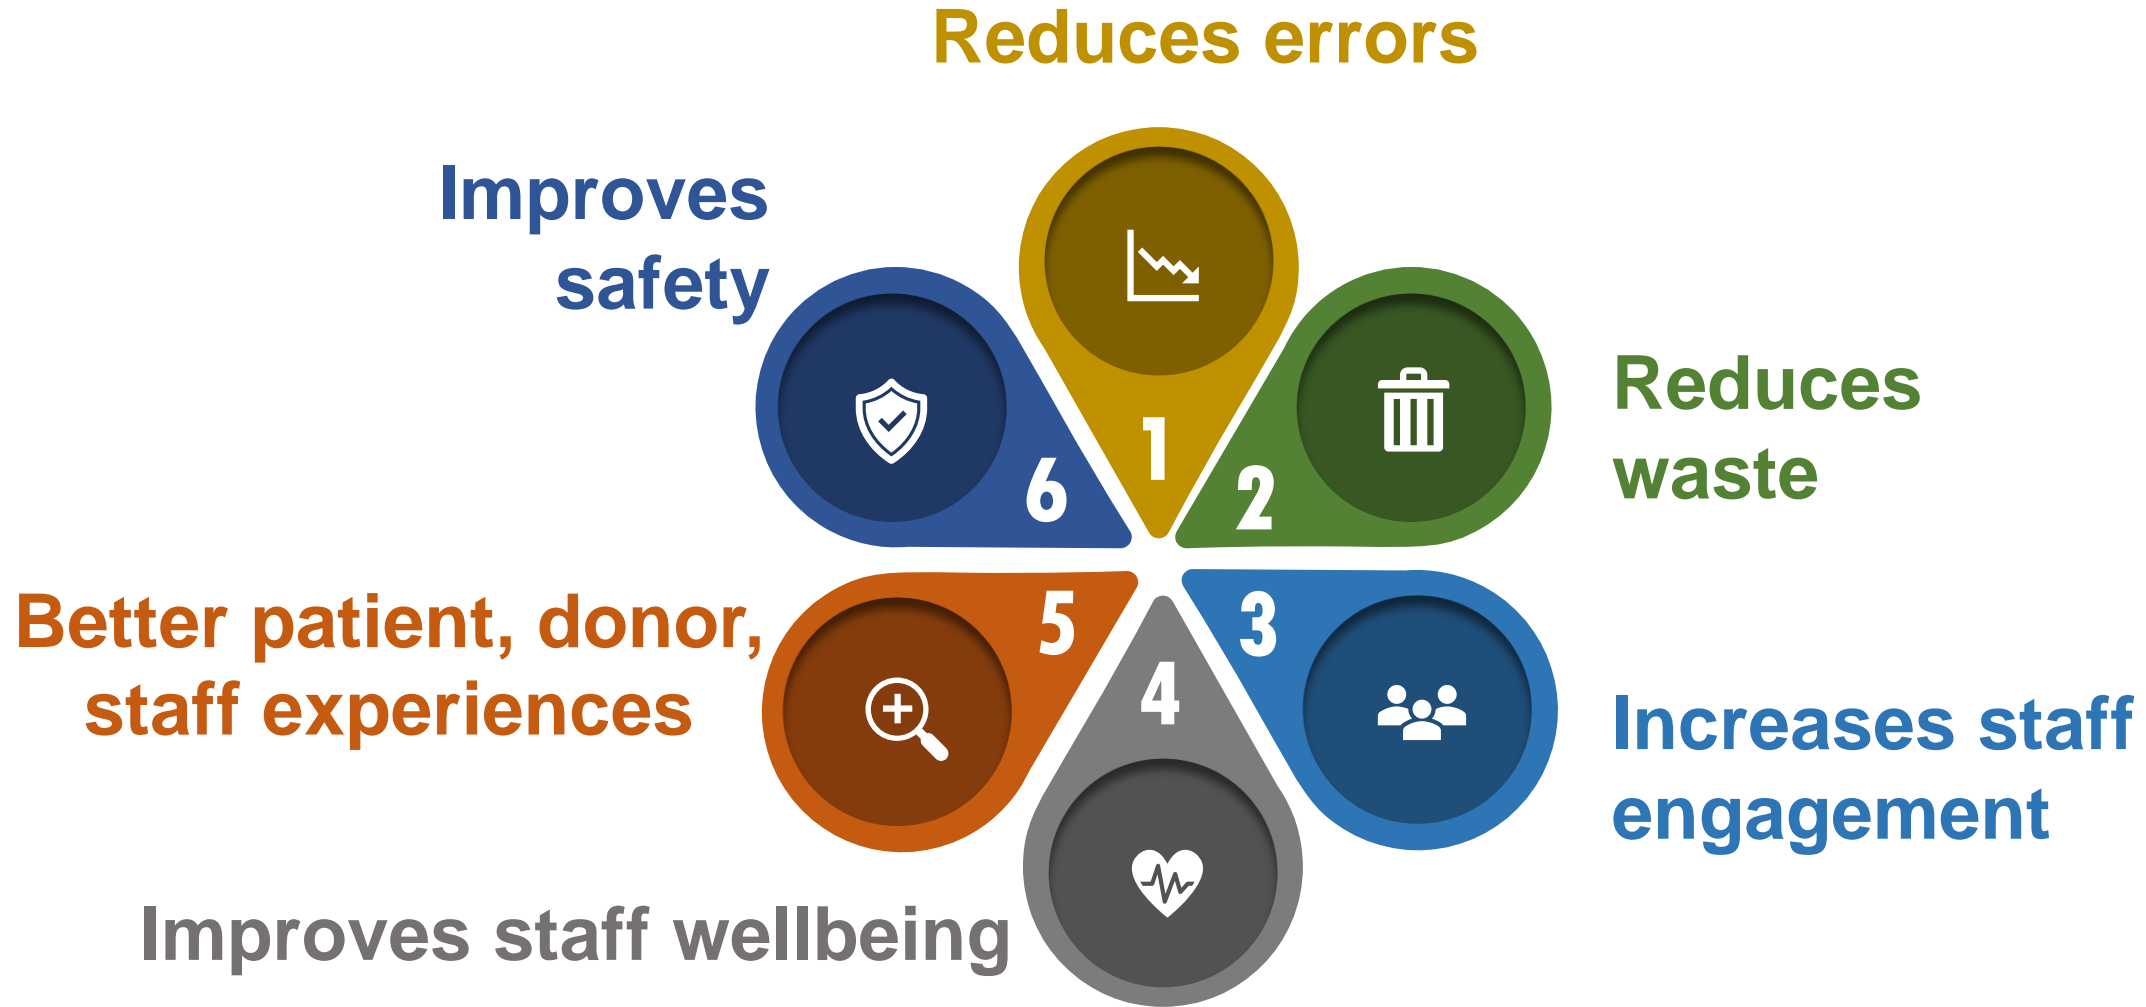 Reduces errors
1
Reduces
waste
2
Increases staff
engagement
3
Improves staff wellbeing
4
Better patient, donor,
staff experiences
5
Improves
safety
6